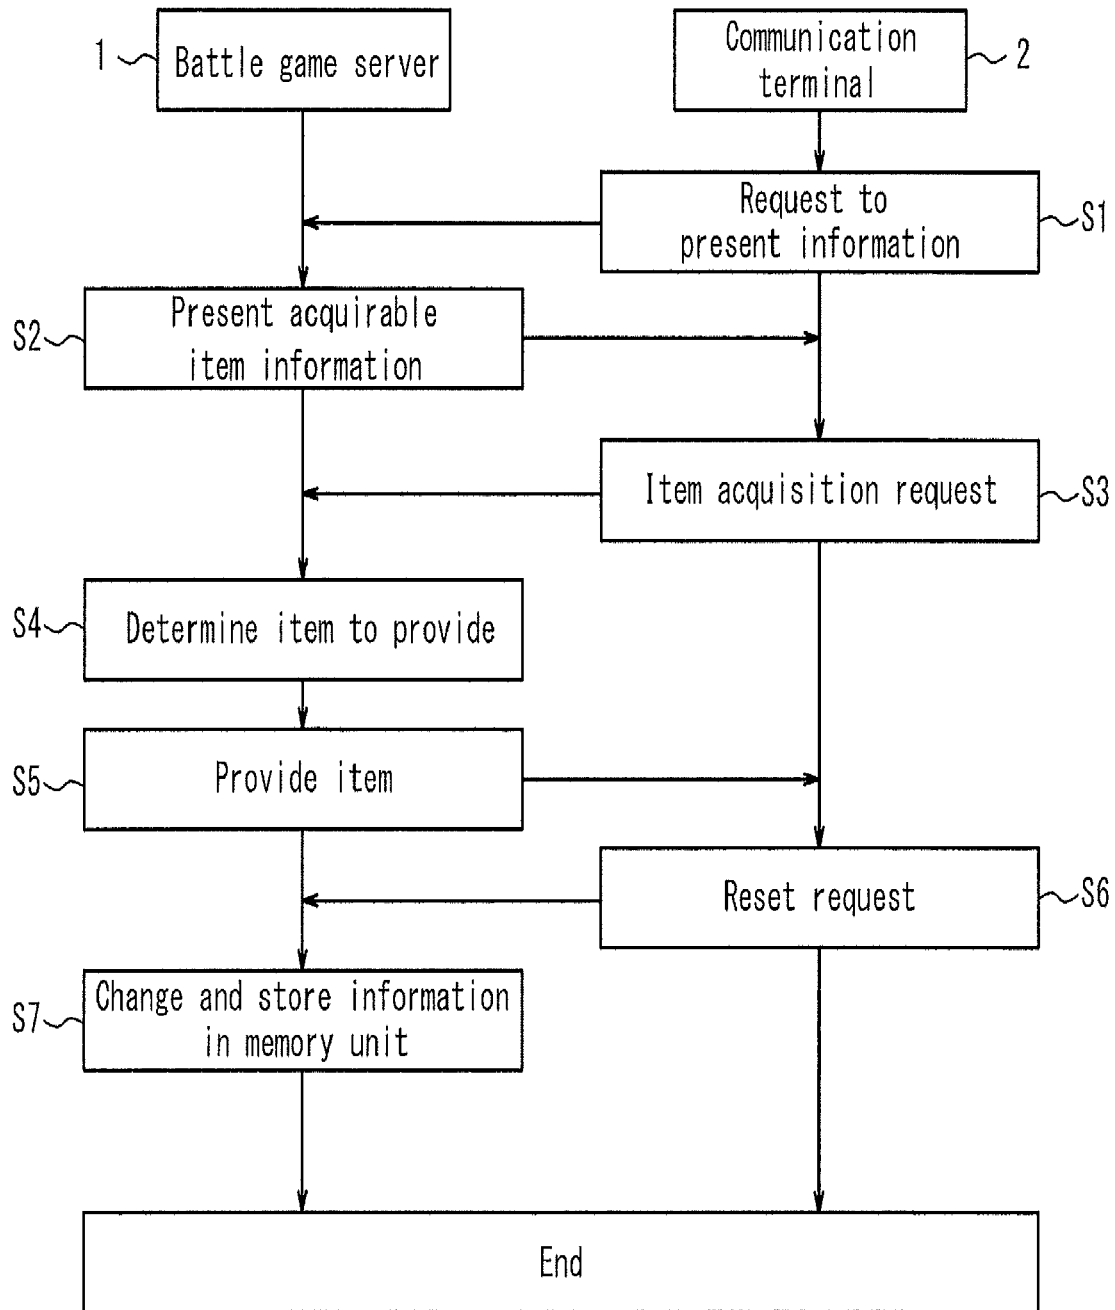 1
Battle game server
Communication
terminal
2
Request to
present information
S1
S2
Present acquirable
item information
Item acquisition request
S3
S4
Determine item to provide
S5
Provide item
Reset request
S6
S7
Change and store information
in memory unit
End